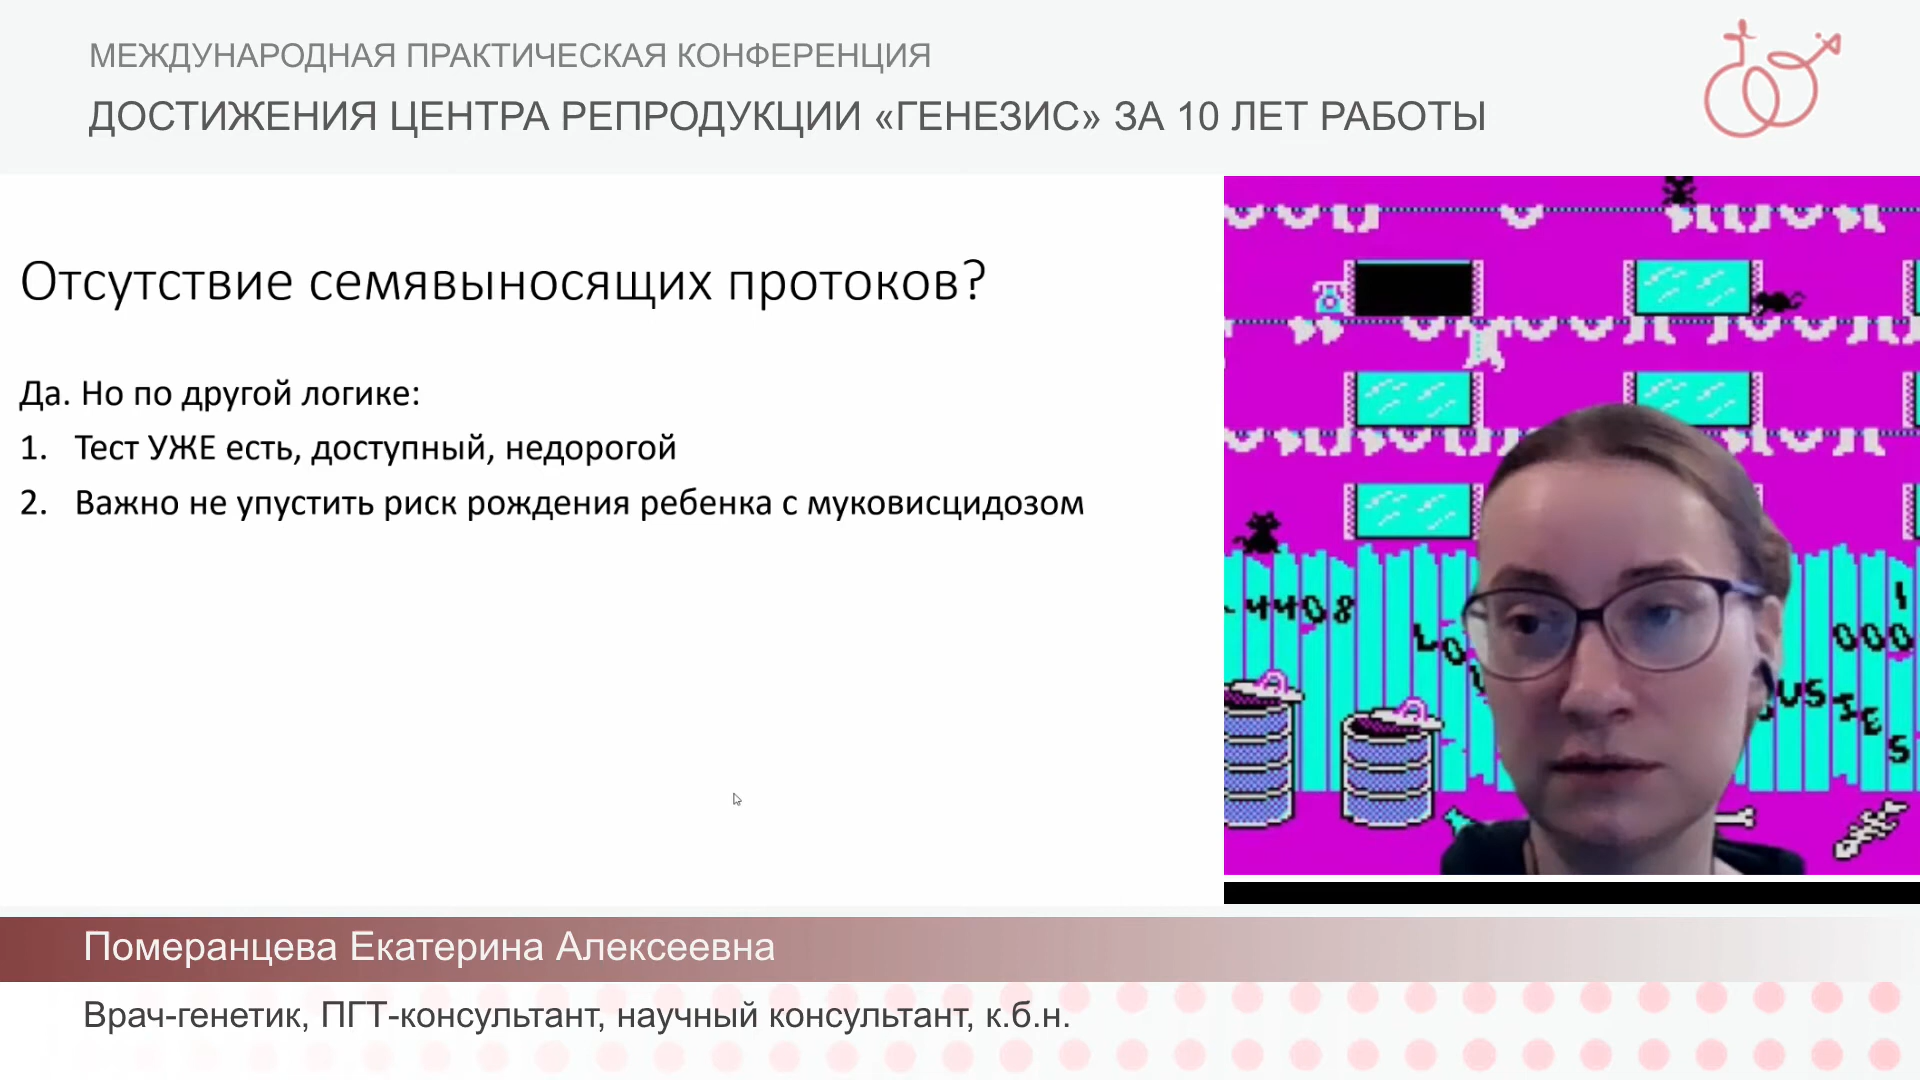 МЕЖДУНАРОДНАЯ ПРАКТИЧЕСКАЯ КОНФЕРЕНЦИЯ
ДОСТИЖЕНИЯ ЦЕНТРА РЕПРОДУКЦИИ «ГЕНЕЗИС» ЗА 10 ЛЕТ РАБОТЫ
Отсутствие семявыносящих протоков?
Да. Но по другой логике:
1. Тест УЖЕ есть, доступный, недорогой
2. Важно не упустить риск рождения ребенка с муковисцидозом
Померанцева Екатерина Алексеевна
Врач-генетик, ПГТ-консультант, научный консультант, к.б.н.